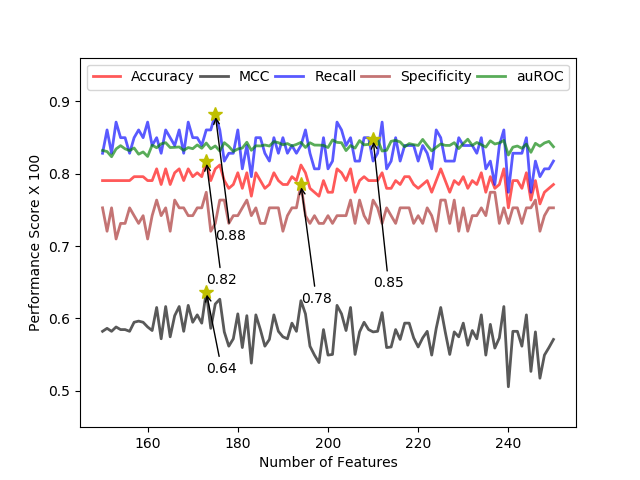 Accuracy MCC Recall Specificity auROC
0.9
0.8
0.7
0.6
0.5
Performance Score X 100
0.88
0.82
0.85
0.78
0.64
160 180 200 220 240
Number of Features